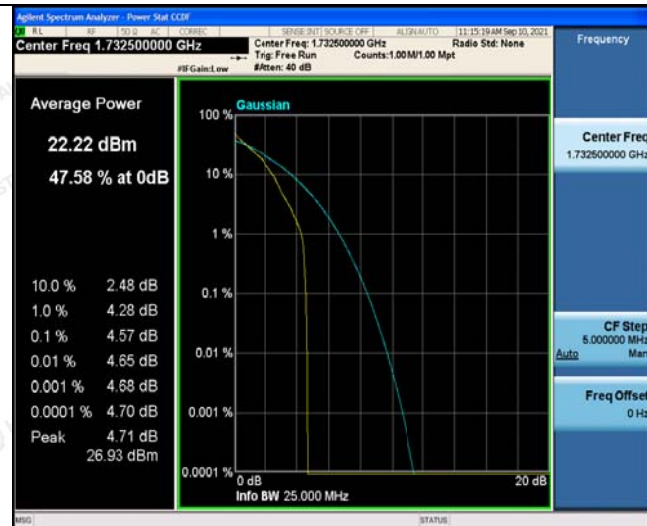 Agilent Spectrum Analyzer - Power Stat CCDF
RL RF 50 Ω AC CORREC SENSE:INT SOURCE OFF ALIGNAUTO 11:15:19 AM Sep 10, 2021
Center Freq 1.732500000 GHz
Center Freq: 1.732500000 GHz Radio Std: None
Trig: Free Run Counts:1.00 M/1.00 Mpt
#IFGain:Low #Atten: 40 dB
Frequency
Average Power
22.22 dBm
47.58 % at 0dB
10.0 % 2.48 dB
1.0 % 4.28 dB
0.1 % 4.57 dB
0.01 % 4.65 dB
0.001 % 4.68 dB
0.0001 % 4.70 dB
Peak 4.71 dB
26.93 dBm
Gaussian
100 %
10 %
1 %
0.1 %
0.01 %
0.001 %
0.0001 %
0 dB 20 dB
Info BW 25.000 MHz
Center Freq
1.732500000 GHz
CF Step
5.000000 MHz
Auto Man
Freq Offset
0 Hz
MSG STATUS